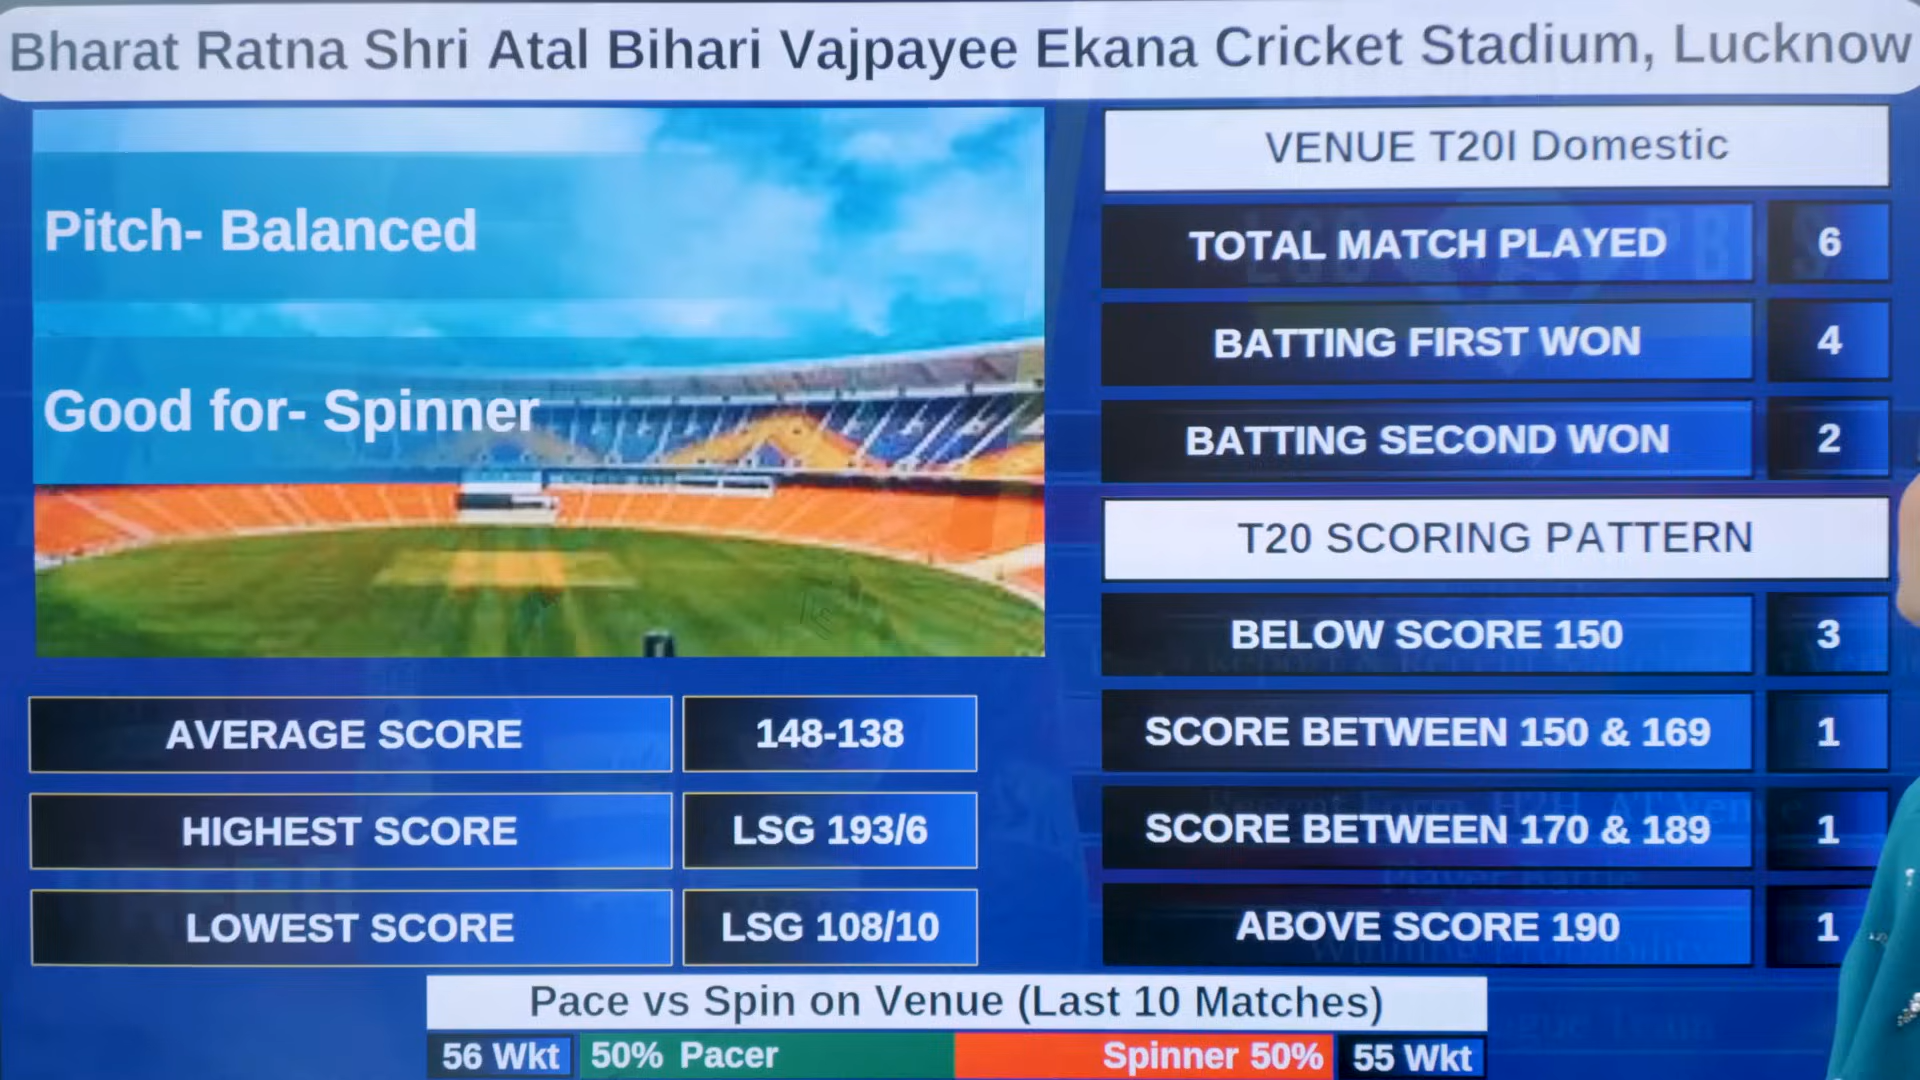 Bharat Ratna Shri Atal Bihari Vajpayee Ekana Cricket Stadium, Lucknow
Pitch- Balanced
Good for- Spinner
AVERAGE SCORE 148-138
HIGHEST SCORE LSG 193/6
LOWEST SCORE LSG 108/10
VENUE T20I Domestic
TOTAL MATCH PLAYED 6
BATTING FIRST WON 4
BATTING SECOND WON 2
T20 SCORING PATTERN
BELOW SCORE 150 3
SCORE BETWEEN 150 & 169 1
SCORE BETWEEN 170 & 189 1
ABOVE SCORE 190 1
Pace vs Spin on Venue (Last 10 Matches)
56 Wkt 50% Pacer Spinner 50% 55 Wkt